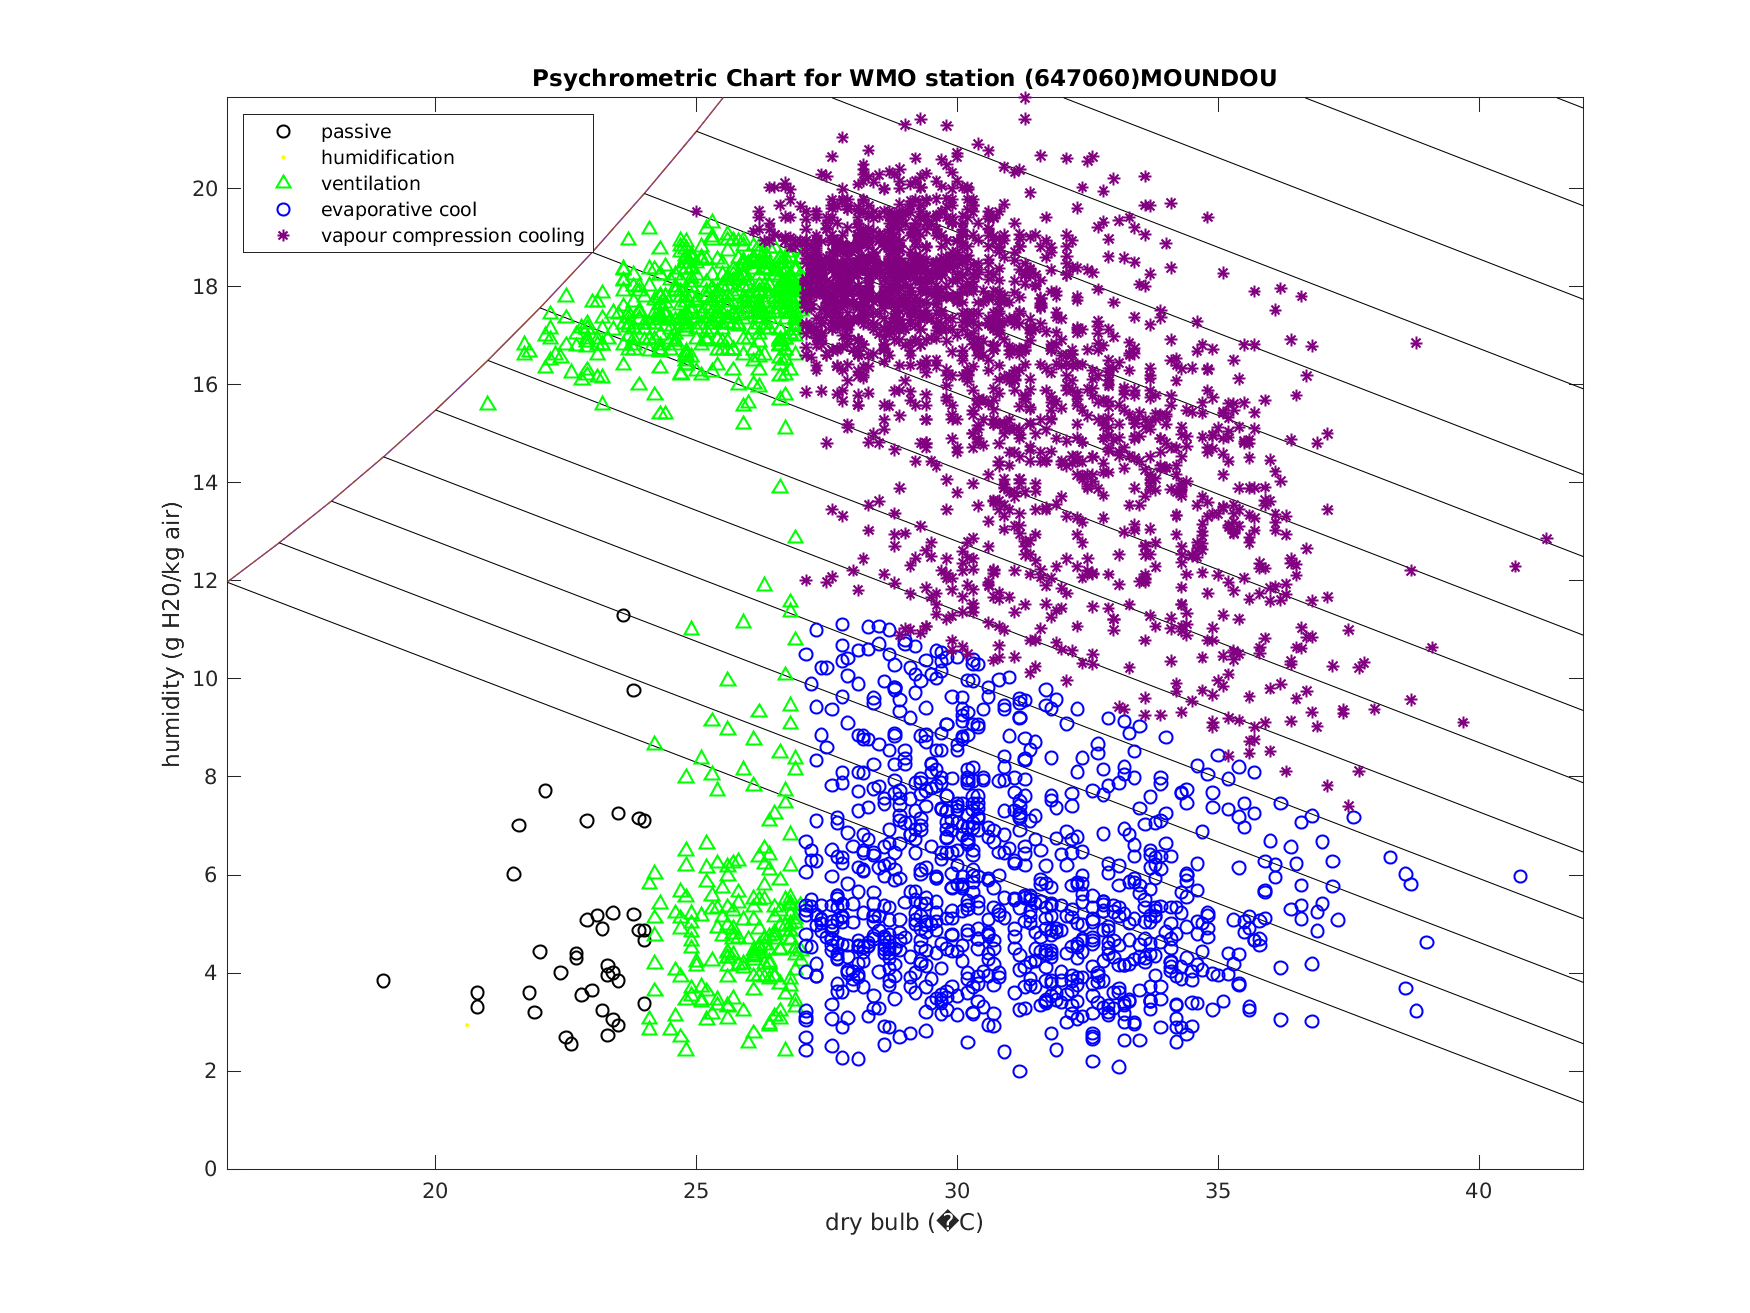 Psychrometric Chart for WMO station (647060)MOUNDOU
passive
humidification
ventilation
evaporative cool
vapour compression cooling
humidity (g H20/kg air)
20
18
16
14
12
10
8
6
4
2
0
20 25 30 35 40
dry bulb (�C)